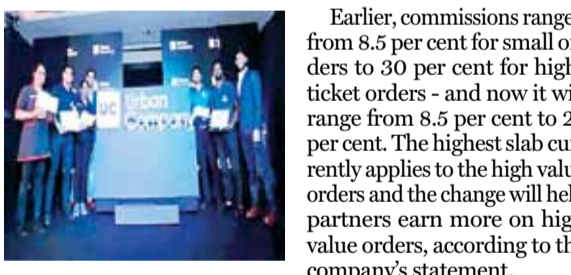 UC
Urban
Company
Earlier, commissions range
from 8.5 per cent for small or
ders to 30 per cent for high
ticket orders - and now it wi
range from 8.5 per cent to 2
per cent. The highest slab cur
rently applies to the high valu
orders and the change will hel
partners earn more on hig
value orders, according to th
company's statement.